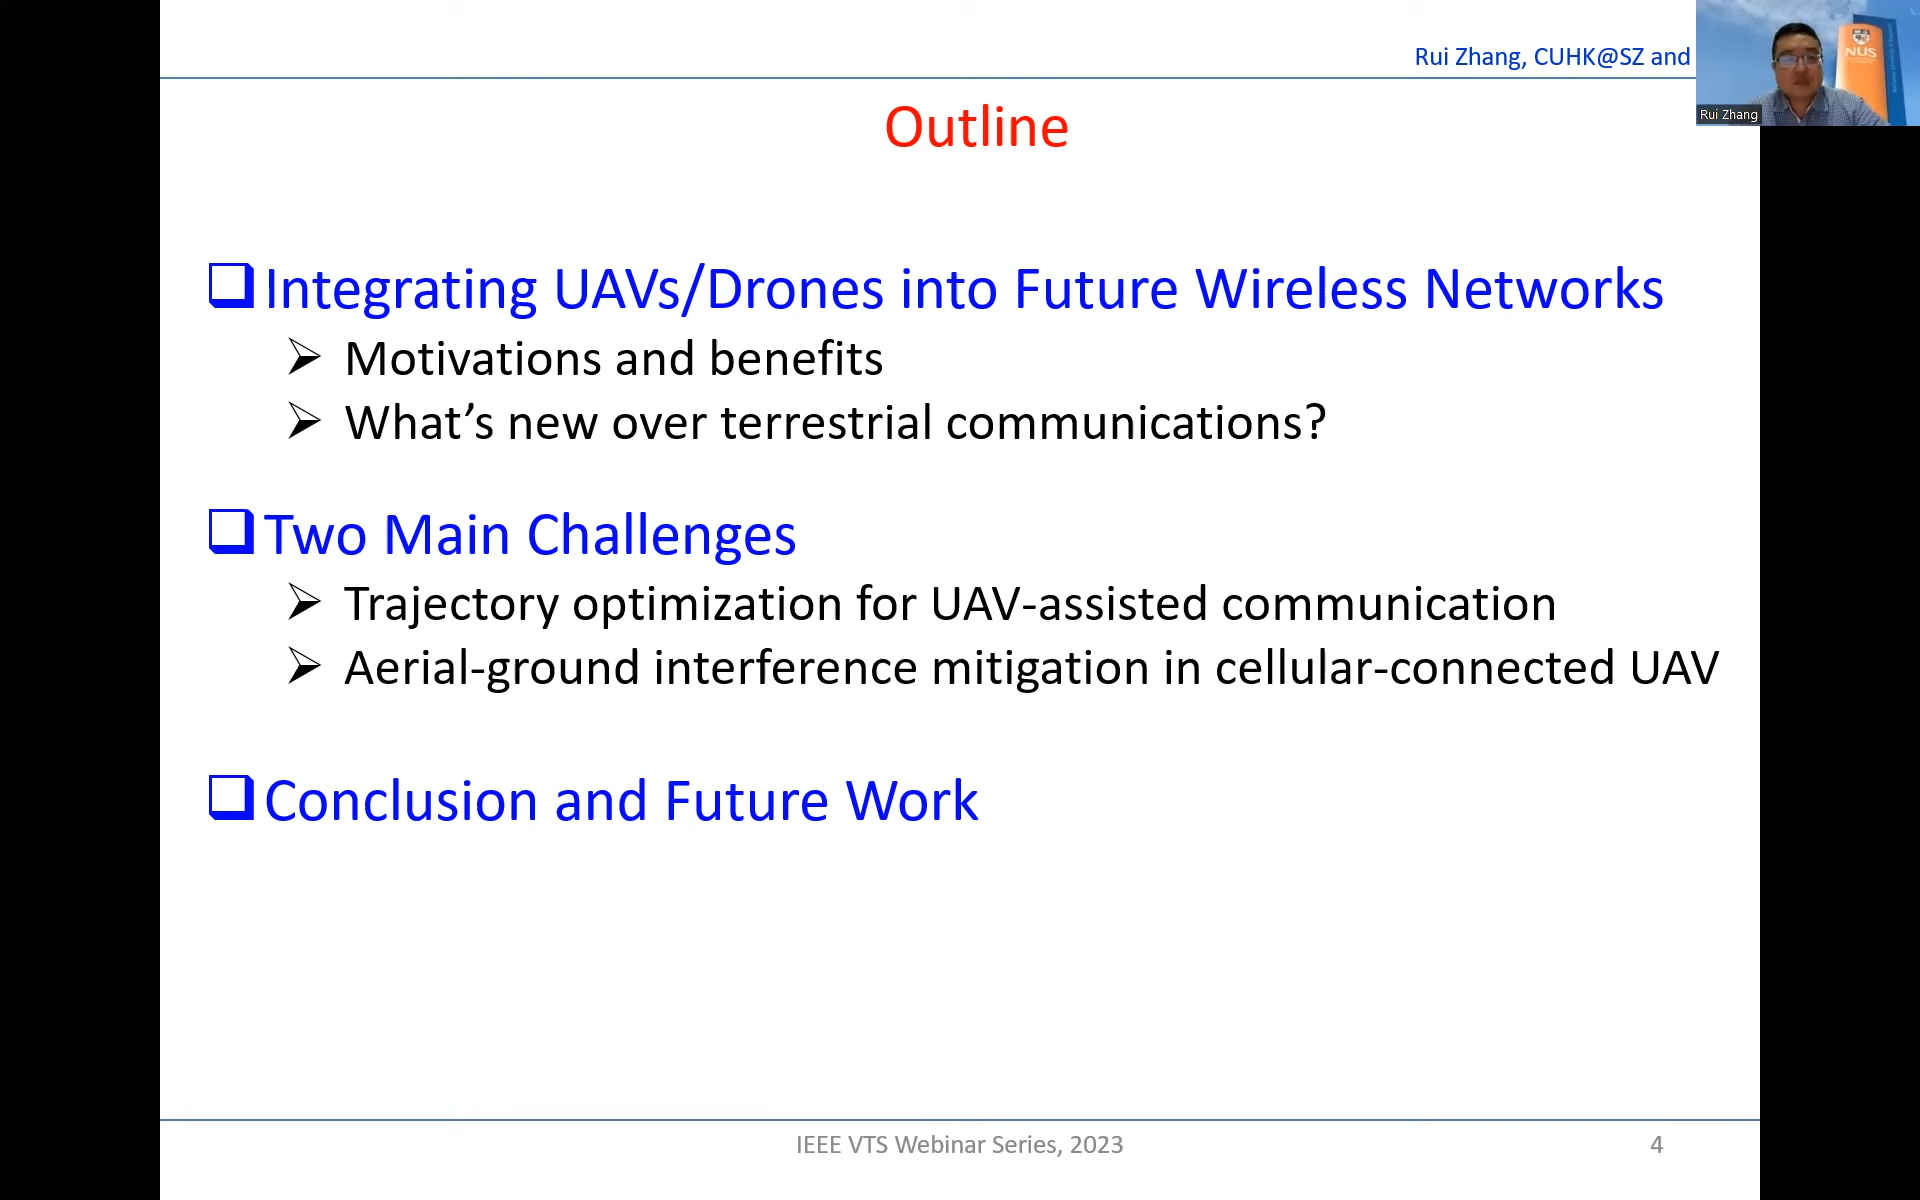 Rui Zhang, CUHK@SZ and
NUS
Rui Zhang
Outline
Integrating UAVs/Drones into Future Wireless Networks
Motivations and benefits
What’s new over terrestrial communications?
Two Main Challenges
Trajectory optimization for UAV-assisted communication
Aerial-ground interference mitigation in cellular-connected UAV
Conclusion and Future Work
IEEE VTS Webinar Series, 2023
4